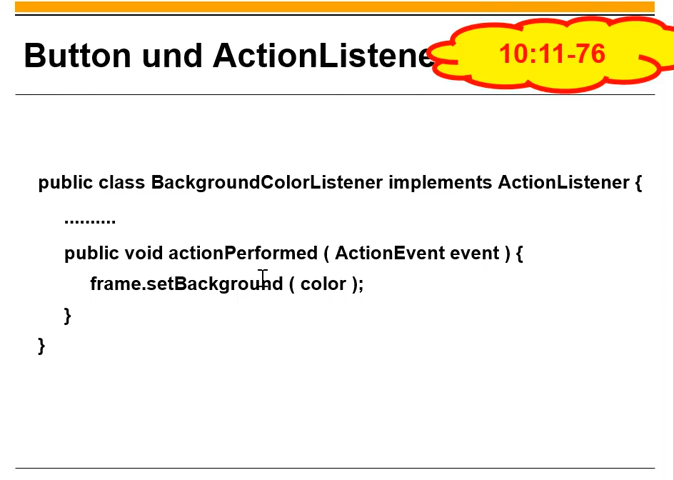 Button und ActionListene
10:11-76
public class BackgroundColorListener implements ActionListener {
..........
public void actionPerformed ( ActionEvent event ) {
frame.setBackground ( color );
}
}